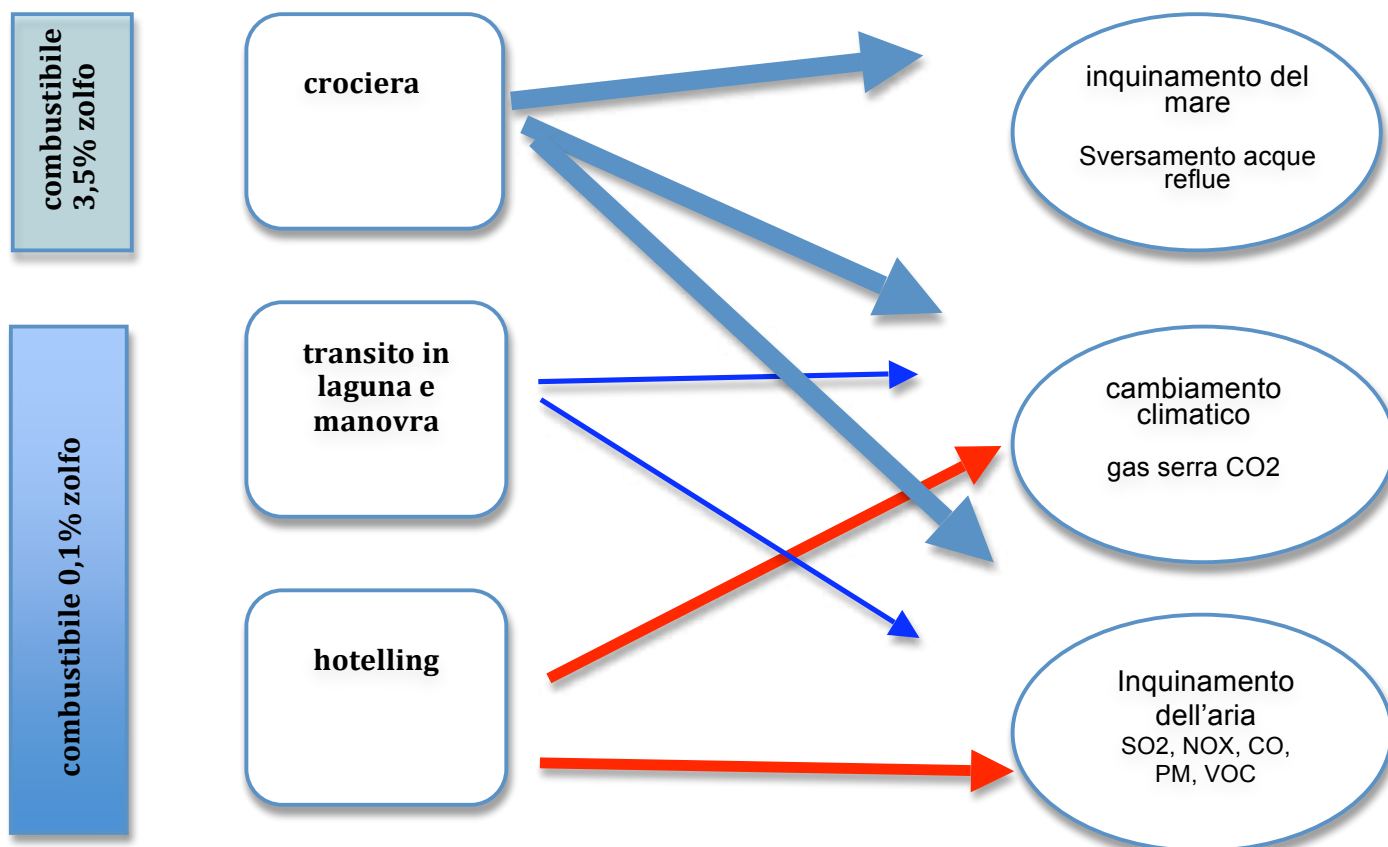 combustibile
3,5% zolfo
crociera
inquinamento del
mare
Sversamento acque
reflue
combustibile 0,1% zolfo
transito in
laguna e
manovra
cambiamento
climatico
gas serra CO2
hotelling
Inquinamento
dell’aria
SO2, NOX, CO,
PM, VOC